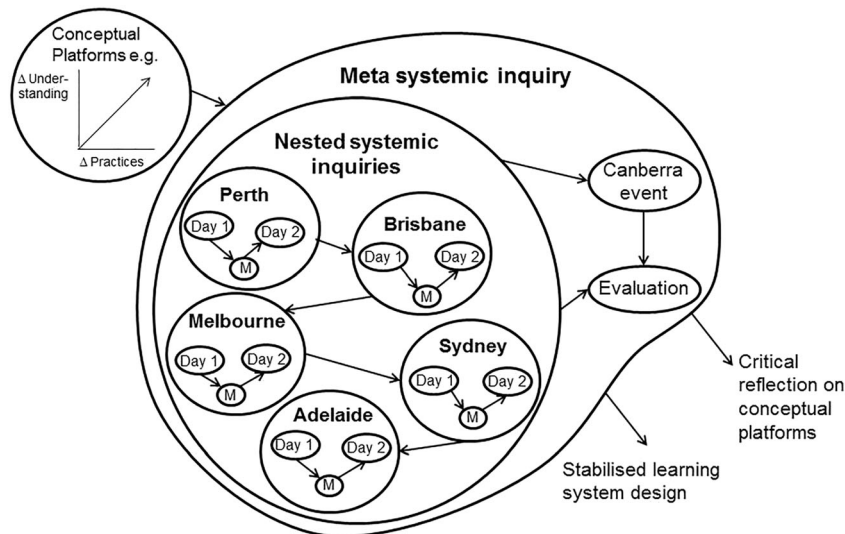 Conceptual
Platforms e.g.
Δ Under-
standing
Δ Practices
Meta systemic inquiry
Nested systemic
inquiries
Perth
Day 1
Day 2
M
Brisbane
Day 1
Day 2
M
Melbourne
Day 1
Day 2
M
Sydney
Day 1
Day 2
M
Adelaide
Day 1
Day 2
M
Canberra
event
Evaluation
Critical
reflection on
conceptual
platforms
Stabilised learning
system design